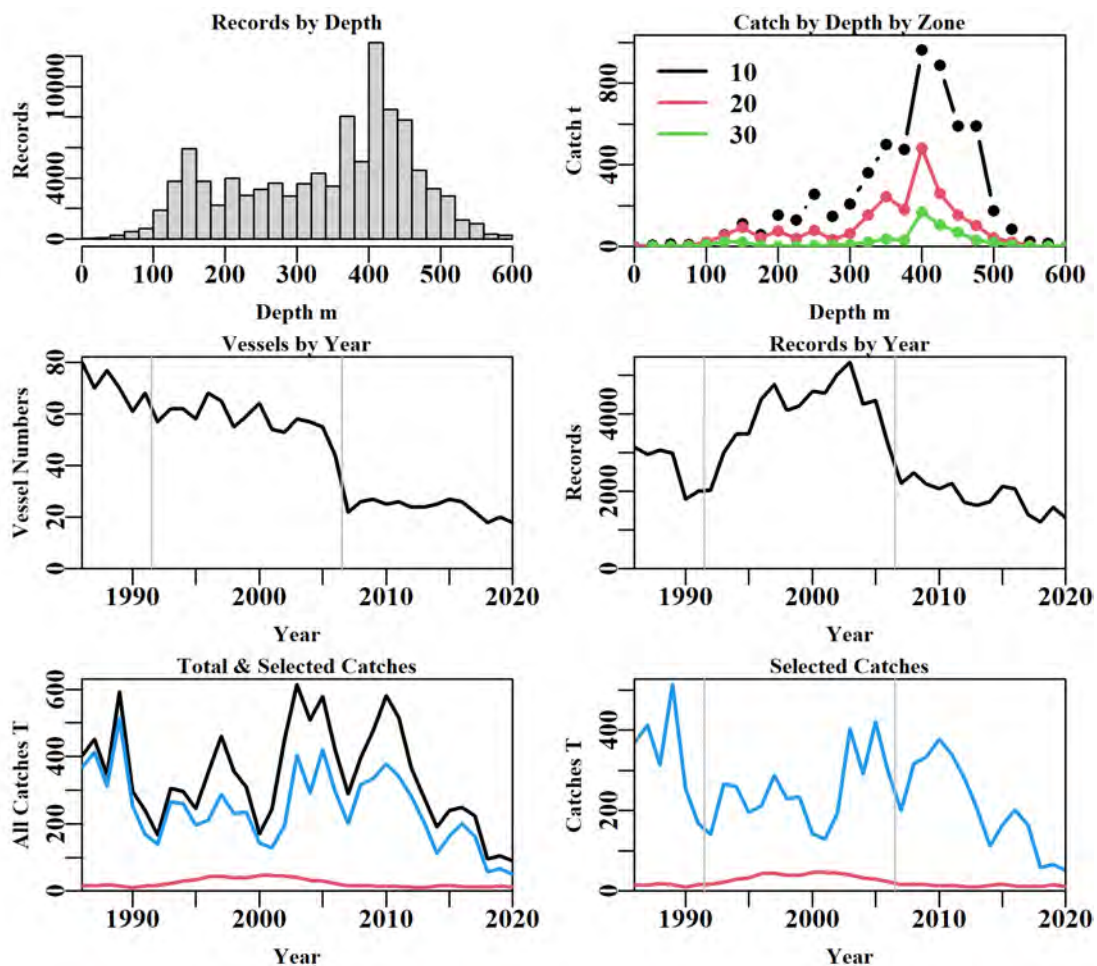 Records by Depth
Records
0 4000 10000
0 100 200 300 400 500 600
Depth m
Catch by Depth by Zone
Catch t
0 400 800
10
20
30
0 100 200 300 400 500 600
Depth m
Vessels by Year
Vessel Numbers
0 20 40 60 80
1990 2000 2010 2020
Year
Records by Year
Records
0 2000 4000
1990 2000 2010 2020
Year
Total & Selected Catches
All Catches T
0 200 400 600
1990 2000 2010 2020
Year
Selected Catches
Catches T
0 200 400
1990 2000 2010 2020
Year